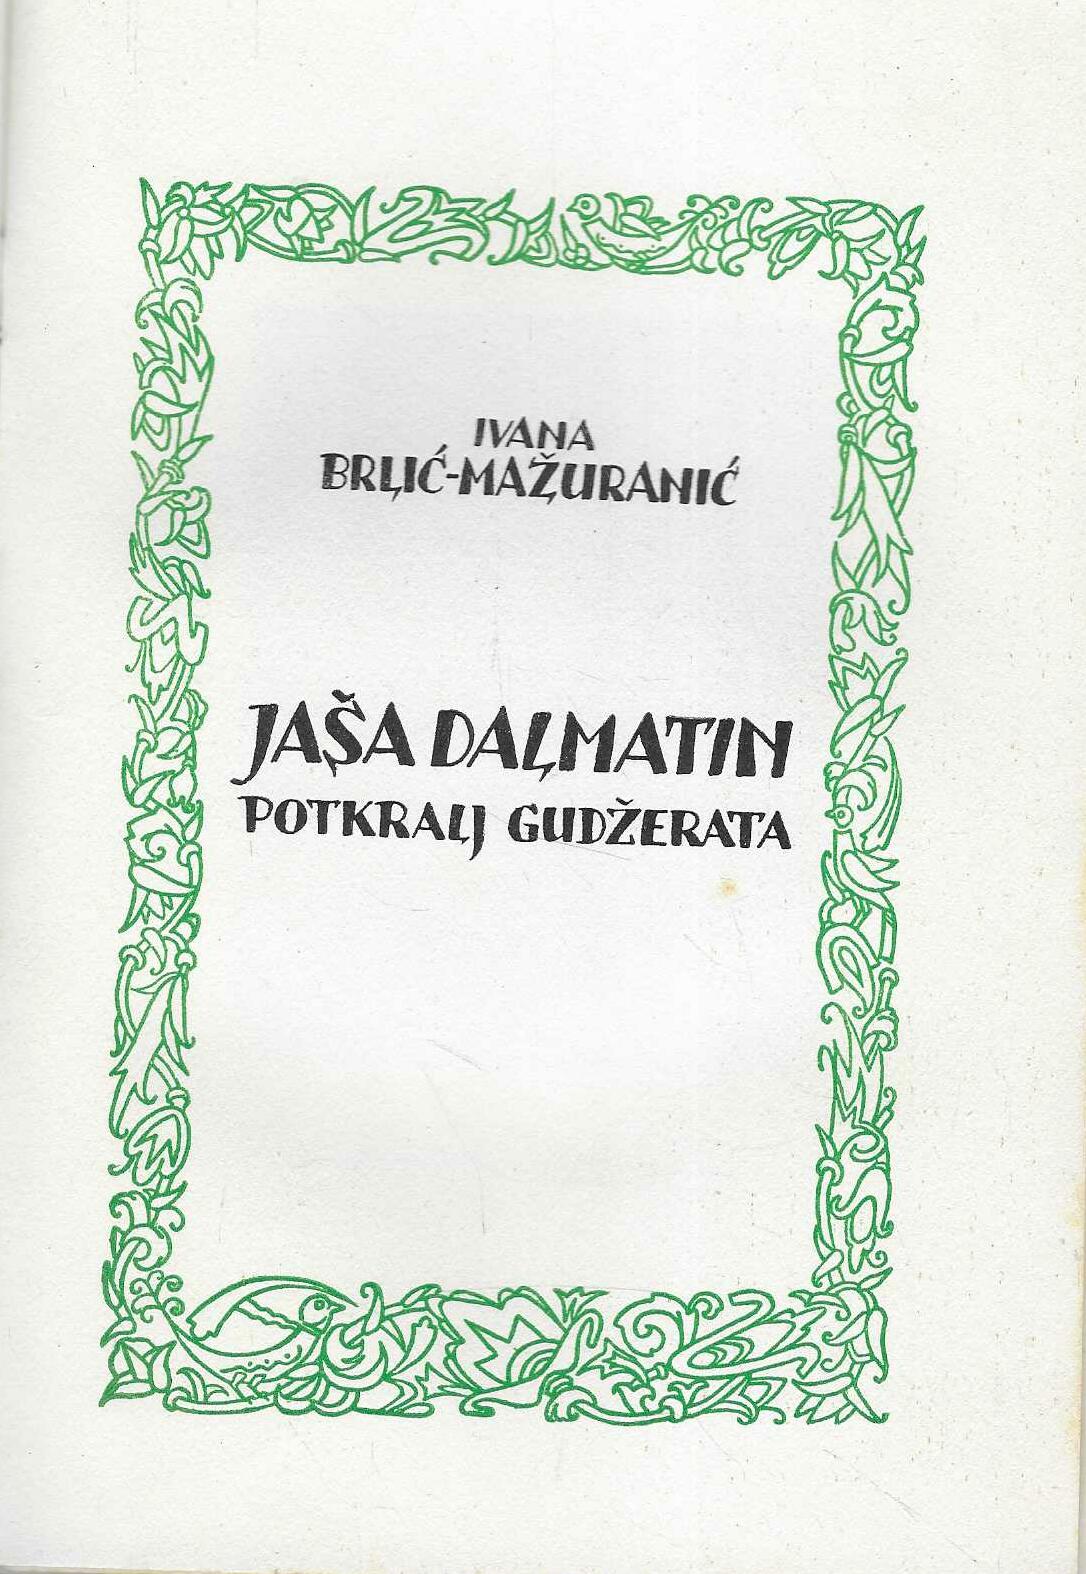 IVANA
BRLIĆ-MAŽURANIĆ
JAŠA DALMATIN
POTKRALJ GUDŽERATA